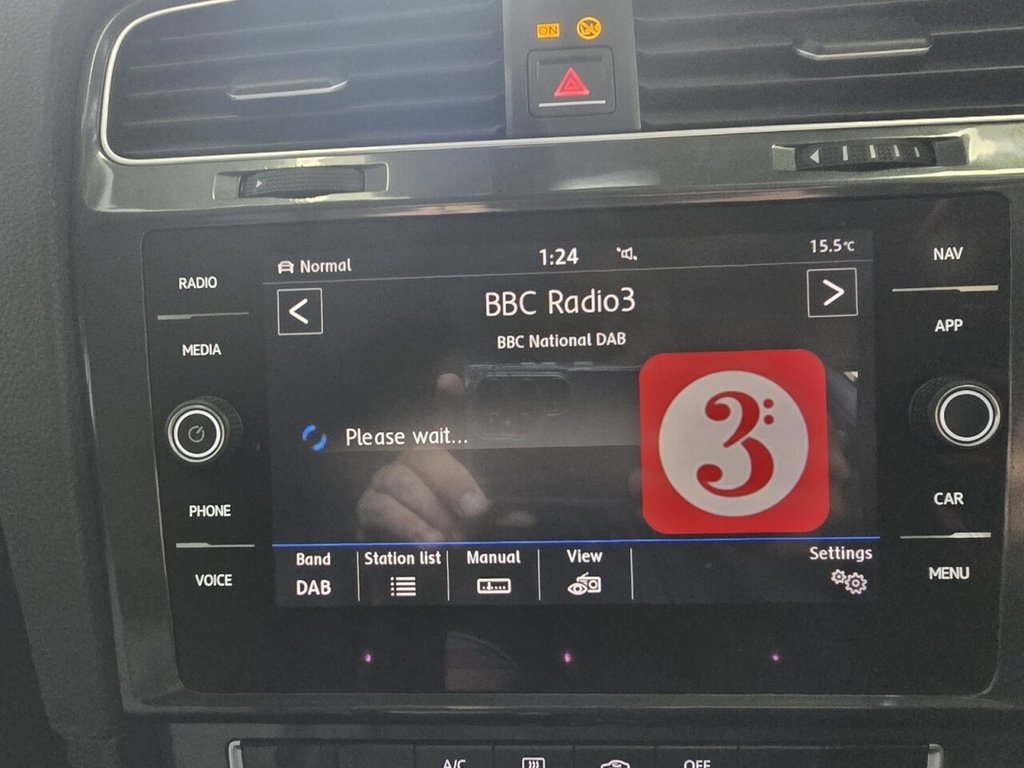 ON
Normal
1:24
15.5°C
BBC Radio3
BBC National DAB
Please wait...
3
Band
DAB
Station list
Manual
View
Settings
RADIO
MEDIA
PHONE
VOICE
NAV
APP
CAR
MENU
A/C
OFF